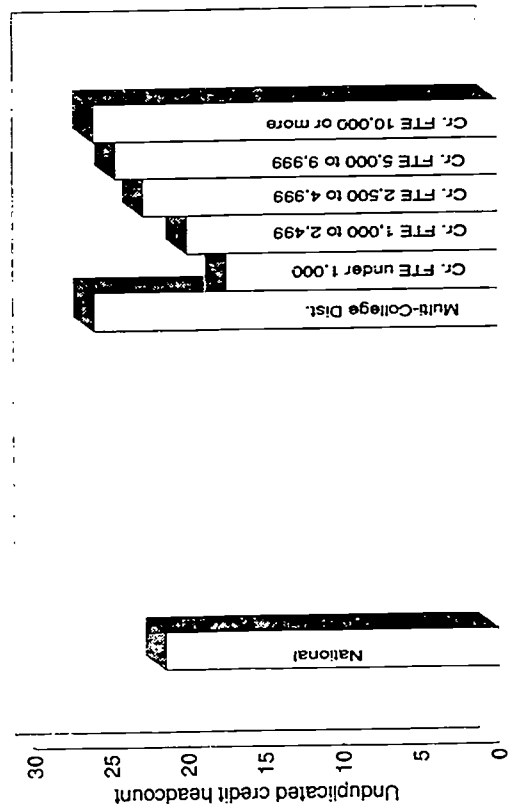 Unduplicated credit headcount
30
25
20
15
10
5
0
National
Multi-College Dist.
Cr. FTE under 1,000
Cr. FTE 1,000 to 2,499
Cr. FTE 2,500 to 4,999
Cr. FTE 5,000 to 9,999
Cr. FTE 10,000 or more